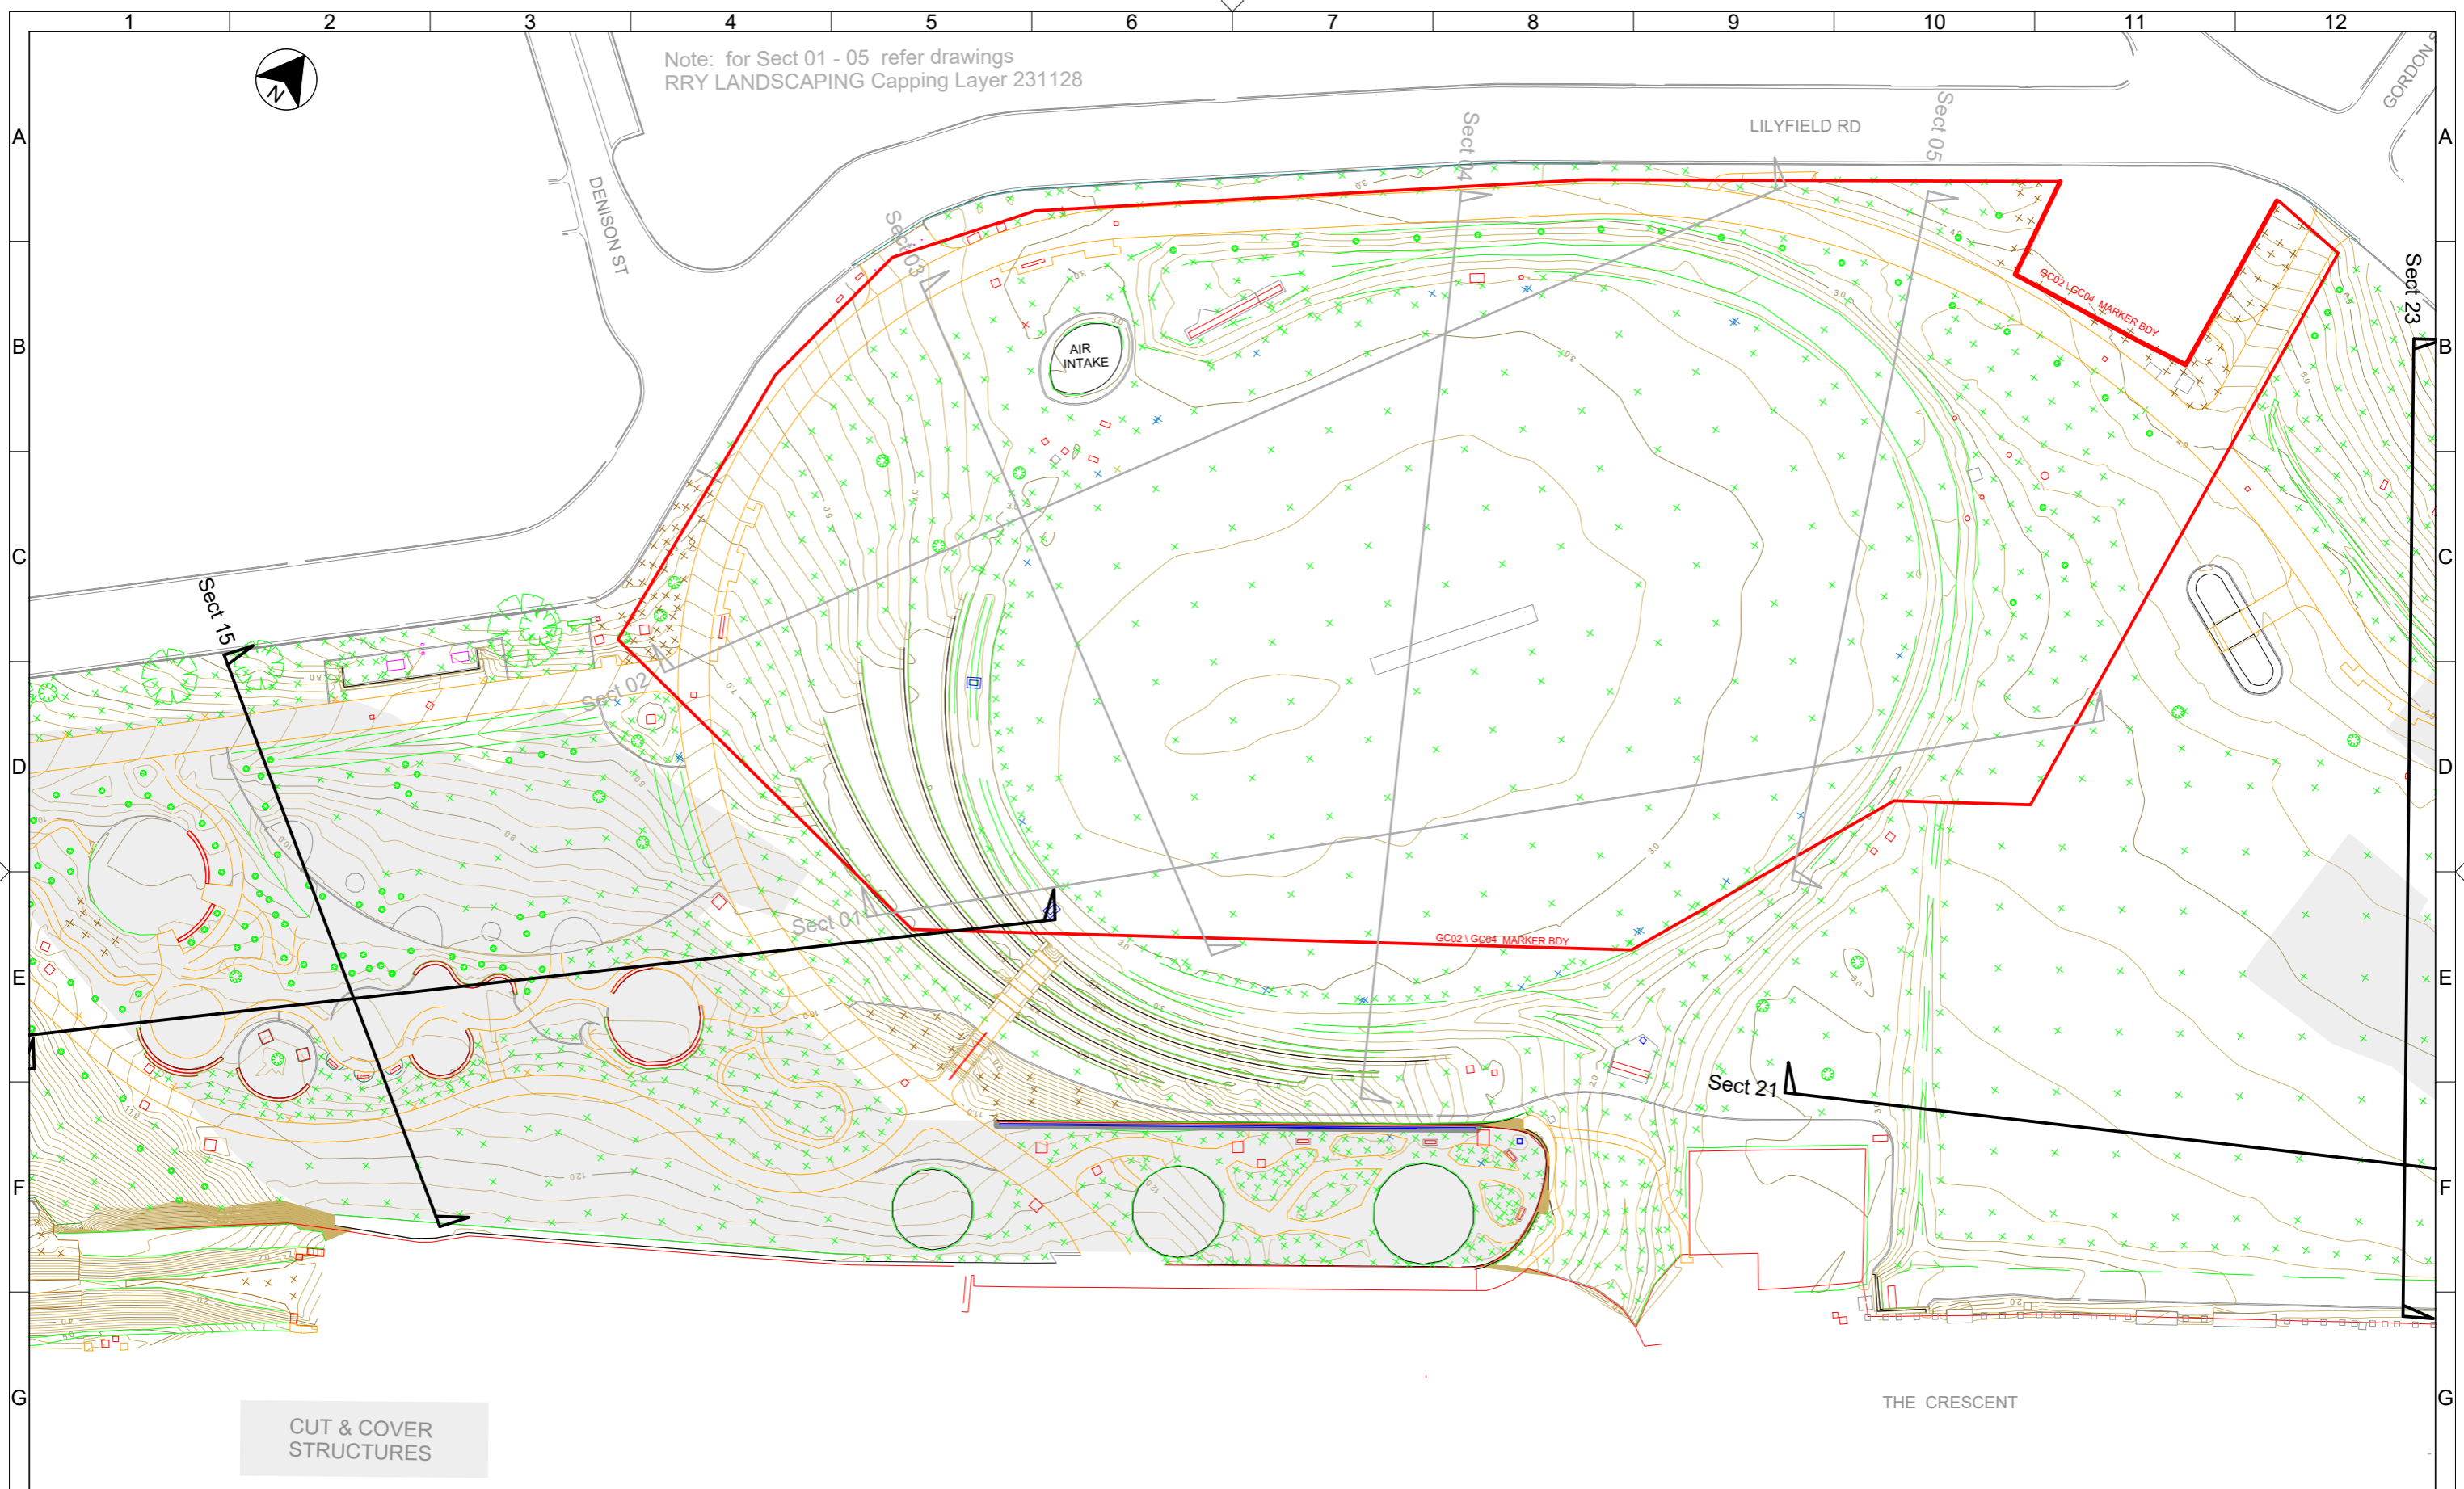 1 2 3 4 5 6 7 8 9 10 11 12
Note: for Sect 01 - 05 refer drawings
RRY LANDSCAPING Capping Layer 231128
N
A
A
LILYFIELD RD
Sect 04
Sect 05
DENISON ST
Sect 03
Sect 23
GC02 \ GC04 MARKER BDY
B
B
AIR
INTAKE
C
C
Sect 15
Sect 02
D
D
Sect 01
GC02 \ GC04 MARKER BDY
E
E
Sect 21
F
F
G
G
THE CRESCENT
CUT & COVER
STRUCTURES